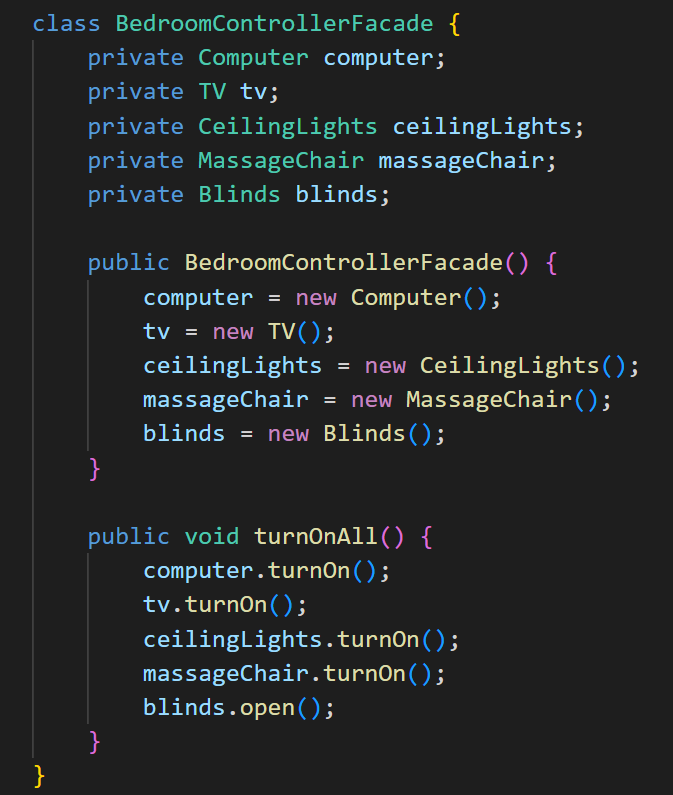 class BedroomControllerFacade {
    private Computer computer;
    private TV tv;
    private CeilingLights ceilingLights;
    private MassageChair massageChair;
    private Blinds blinds;

    public BedroomControllerFacade() {
        computer = new Computer();
        tv = new TV();
        ceilingLights = new CeilingLights();
        massageChair = new MassageChair();
        blinds = new Blinds();
    }

    public void turnOnAll() {
        computer.turnOn();
        tv.turnOn();
        ceilingLights.turnOn();
        massageChair.turnOn();
        blinds.open();
    }
}